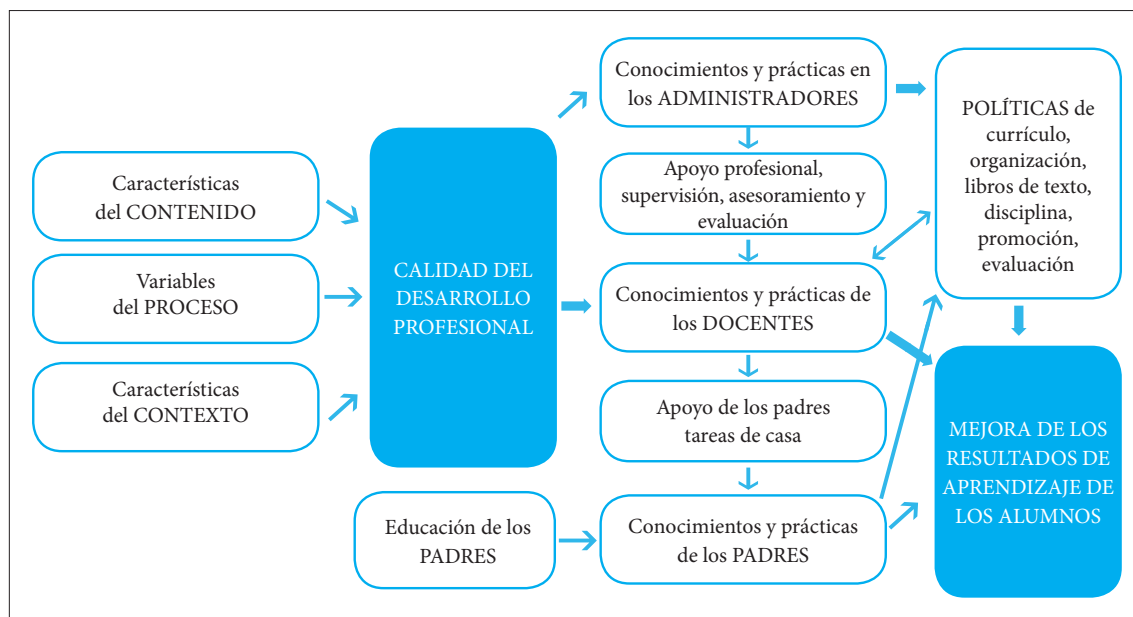 Características
del CONTENIDO
Variables
del PROCESO
Características
del CONTEXTO
CALIDAD DEL
DESARROLLO
PROFESIONAL
Educación de los
PADRES
Conocimientos y prácticas en
los ADMINISTRADORES
Apoyo profesional,
supervisión, asesoramiento y
evaluación
Conocimientos y prácticas de
los DOCENTES
Apoyo de los padres
tareas de casa
Conocimientos y prácticas
de los PADRES
POLÍTICAS de
currículo,
organización,
libros de texto,
disciplina,
promoción,
evaluación
MEJORA DE LOS
RESULTADOS DE
APRENDIZAJE DE
LOS ALUMNOS